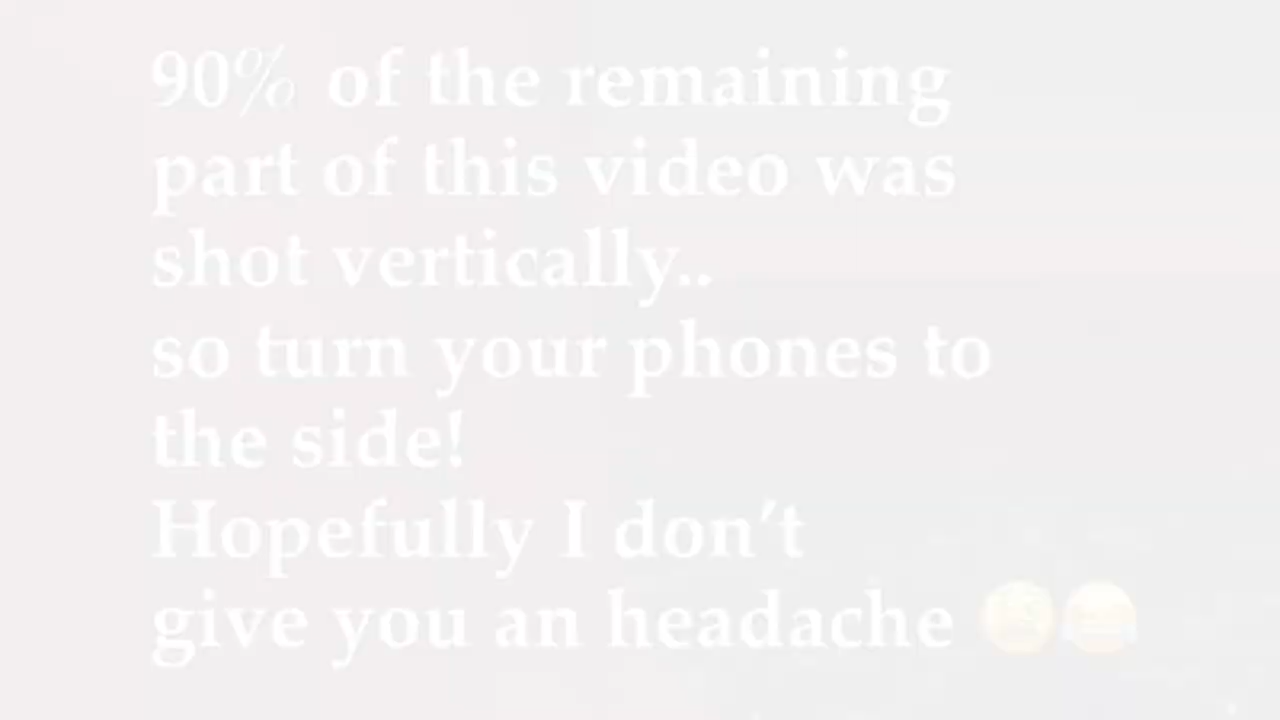 90% of the remaining
part of this video was
shot vertically..
so turn your phones to
the side!
Hopefully I don't
give you an headache